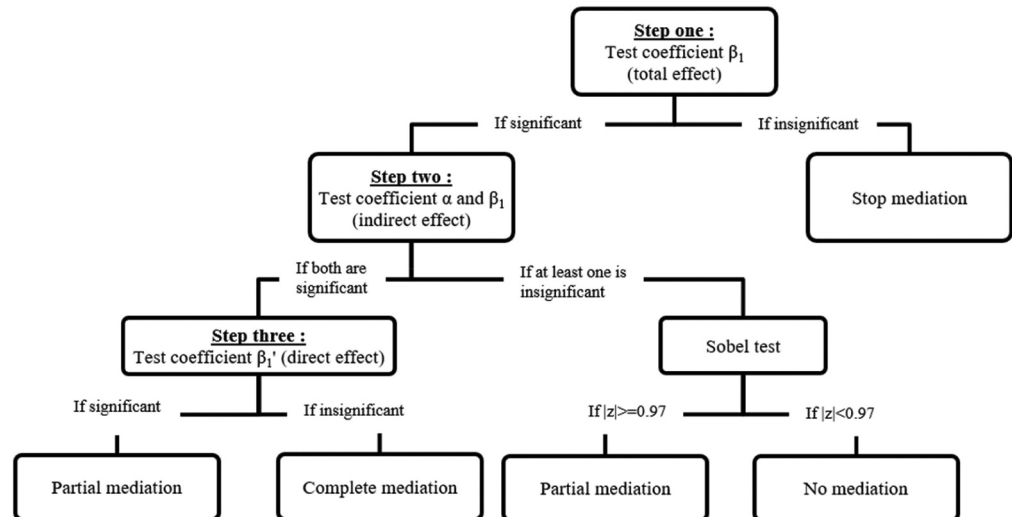 Step one :
Test coefficient β₁
(total effect)
If significant
If insignificant
Step two :
Test coefficient α and β₁
(indirect effect)
Stop mediation
If both are
significant
If at least one is
insignificant
Step three :
Test coefficient β₁' (direct effect)
Sobel test
If significant
If insignificant
If |z|>=0.97
If |z|<0.97
Partial mediation
Complete mediation
Partial mediation
No mediation